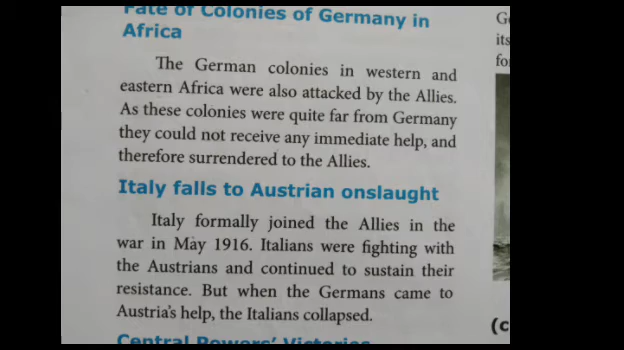 Fate of Colonies of Germany in
Africa
The German colonies in western and
eastern Africa were also attacked by the Allies.
As these colonies were quite far from Germany
they could not receive any immediate help, and
therefore surrendered to the Allies.
Italy falls to Austrian onslaught
Italy formally joined the Allies in the
war in May 1916. Italians were fighting with
the Austrians and continued to sustain their
resistance. But when the Germans came to
Austria's help, the Italians collapsed.
Central Powers' Victories
its
(c